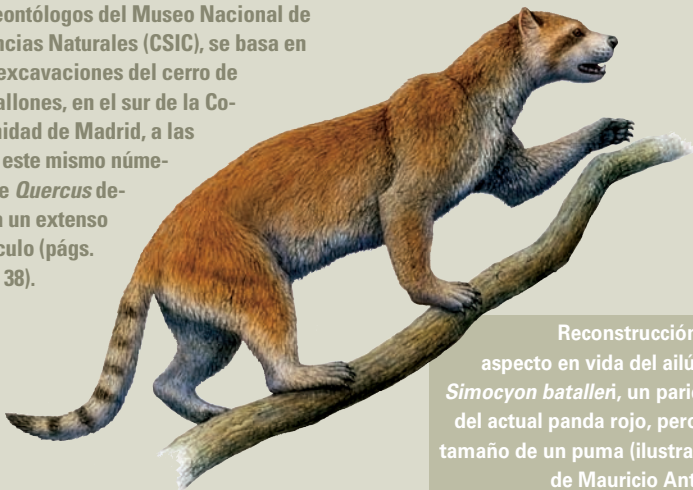 eontólogos del Museo Nacional de
ncias Naturales (CSIC), se basa en
excavaciones del cerro de
allones, en el sur de la Co-
nidad de Madrid, a las
este mismo núme-
e Quercus de-
a un extenso
culo (págs.
38).
Reconstrucción
aspecto en vida del ailú
Simocyon batalleri, un parie
del actual panda rojo, pero
tamaño de un puma (ilustra
de Mauricio Ant